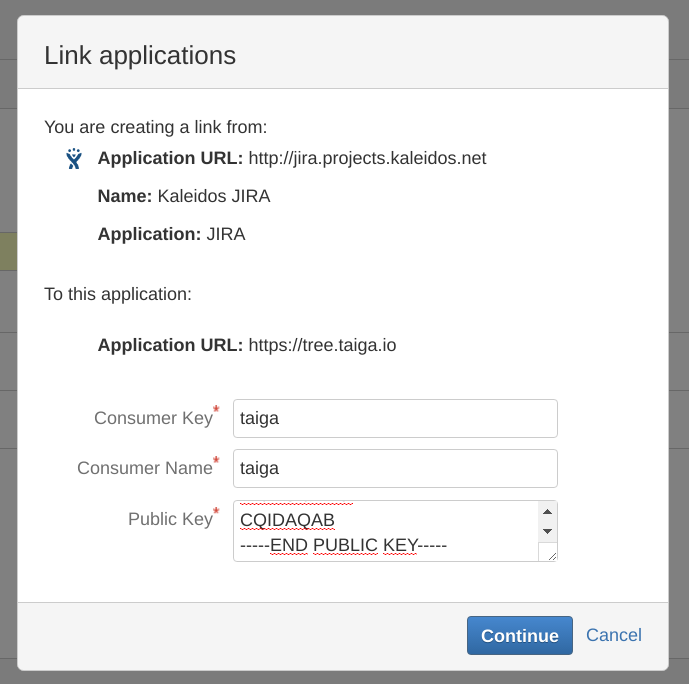 Link applications
You are creating a link from:
Application URL: http://jira.projects.kaleidos.net
Name: Kaleidos JIRA
Application: JIRA
To this application:
Application URL: https://tree.taiga.io
Consumer Key* taiga
Consumer Name* taiga
Public Key* CQIDAQAB
-----END PUBLIC KEY-----
Continue Cancel